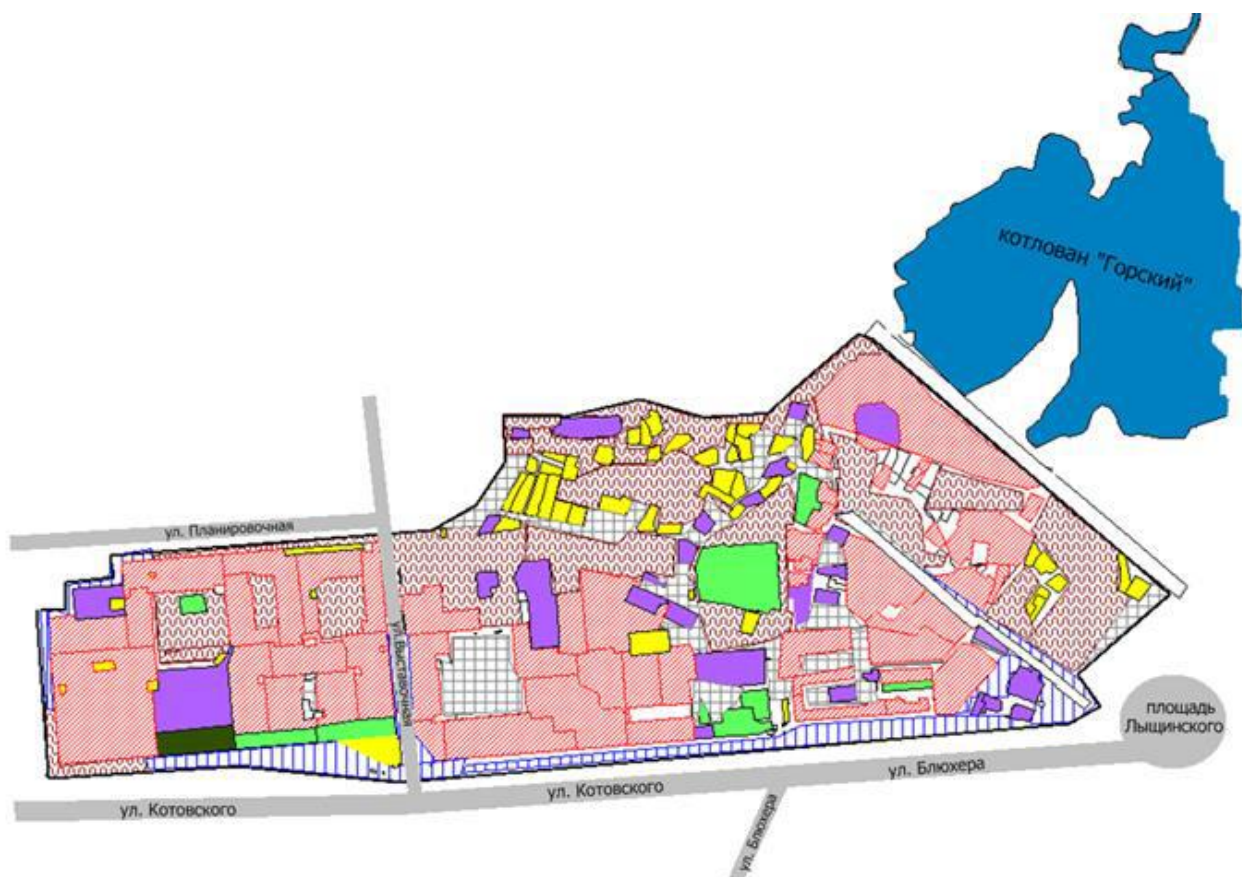 котлован "Горский"
ул. Планировочная
ул. Выставочная
площадь
Лыщинского
ул. Блюхера
ул. Котовского
ул. Котовского
ул. Блюхера